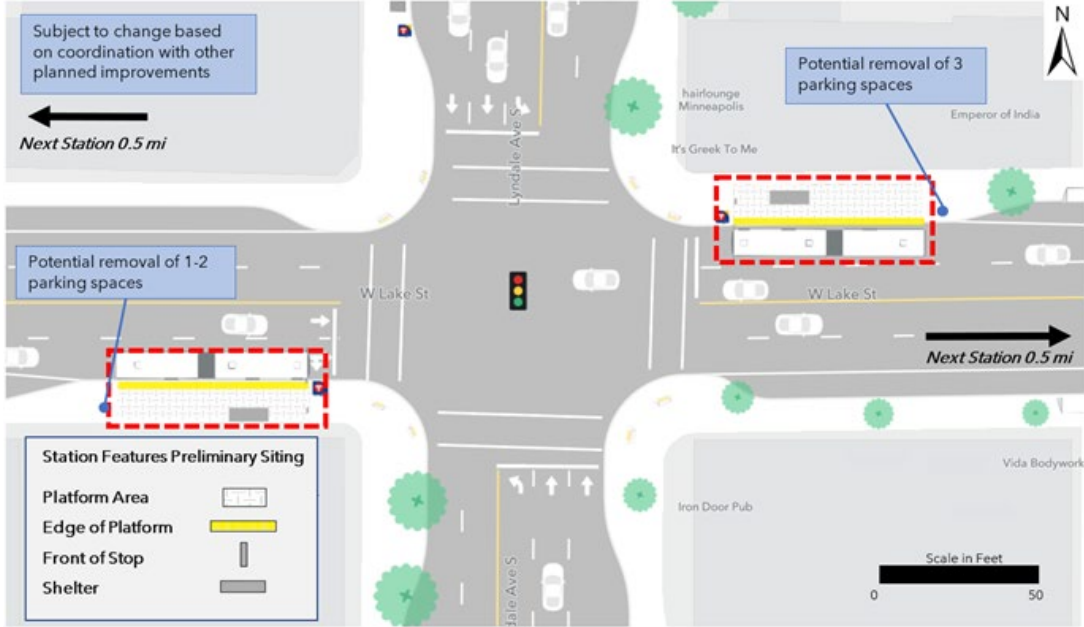 Subject to change based
on coordination with other
planned improvements
Next Station 0.5 mi
N
Potential removal of 3
parking spaces
hairlounge
Minneapolis
Emperor of India
It's Greek To Me
Lyndale Ave S
Potential removal of 1-2
parking spaces
W Lake St
W Lake St
Next Station 0.5 mi
Station Features Preliminary Siting
Platform Area
Edge of Platform
Front of Stop
Shelter
Vida Bodywork
Iron Door Pub
dale Ave S
Scale in Feet
0
50